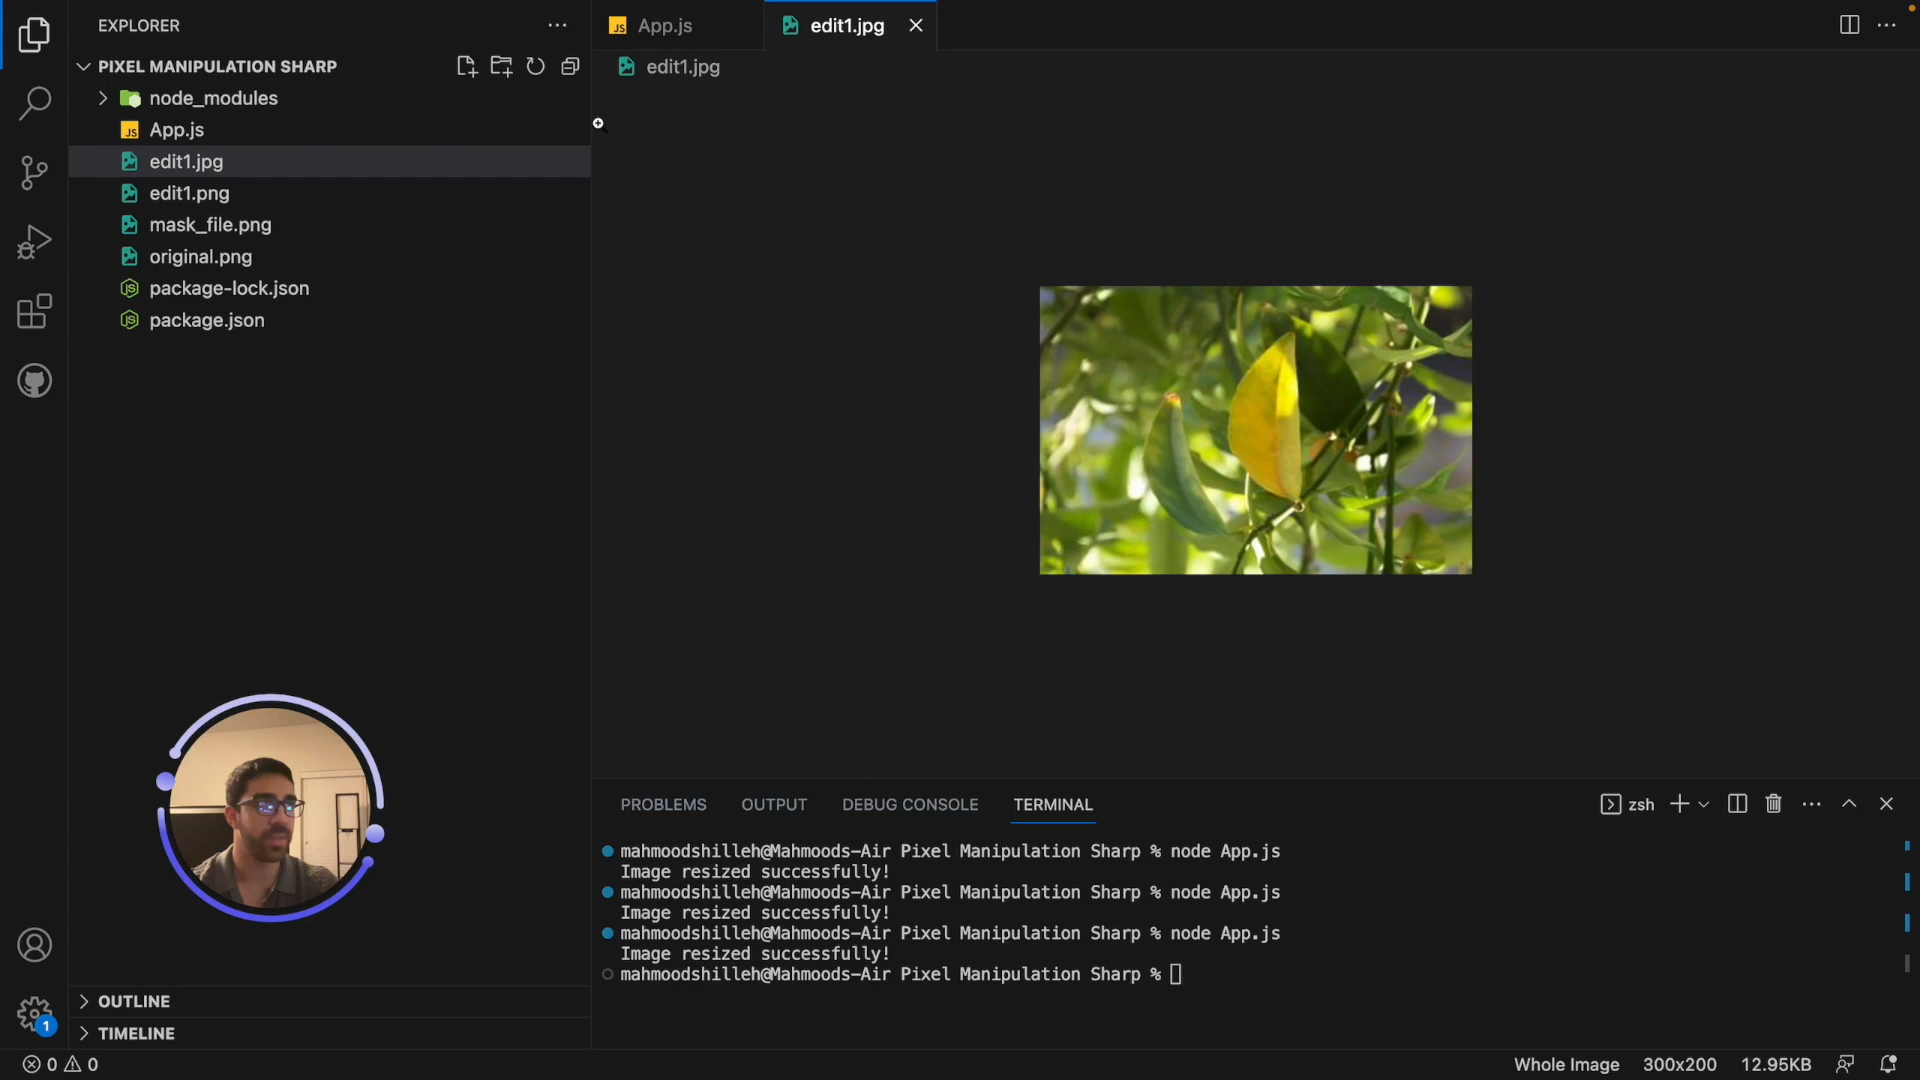 EXPLORER
PIXEL MANIPULATION SHARP
node_modules
JS App.js
edit1.jpg
edit1.png
mask_file.png
original.png
package-lock.json
package.json
OUTLINE
TIMELINE
1
JS App.js
edit1.jpg
edit1.jpg
PROBLEMS OUTPUT DEBUG CONSOLE TERMINAL
zsh
mahmoodshilleh@Mahmoods-Air Pixel Manipulation Sharp % node App.js
Image resized successfully!
mahmoodshilleh@Mahmoods-Air Pixel Manipulation Sharp % node App.js
Image resized successfully!
mahmoodshilleh@Mahmoods-Air Pixel Manipulation Sharp % node App.js
Image resized successfully!
mahmoodshilleh@Mahmoods-Air Pixel Manipulation Sharp %
0 0
Whole Image 300x200 12.95KB